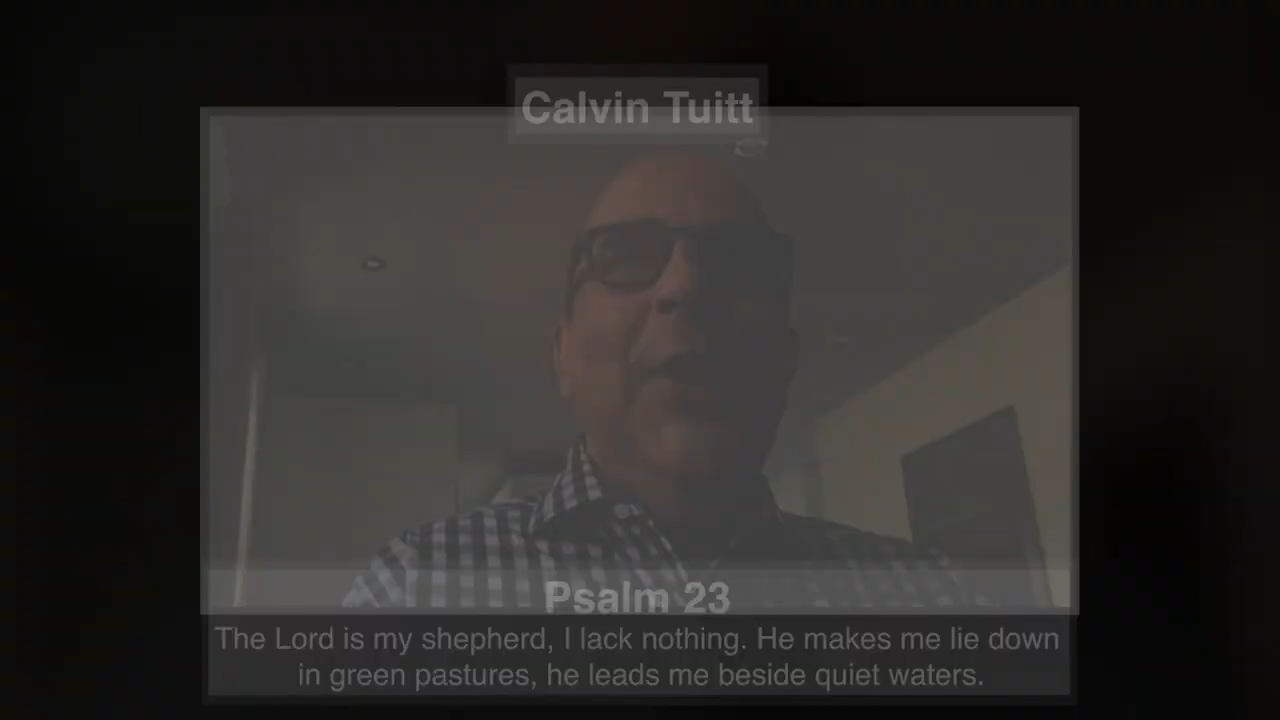 Calvin Tuitt
Psalm 23
The Lord is my shepherd, I lack nothing. He makes me lie down
in green pastures, he leads me beside quiet waters.